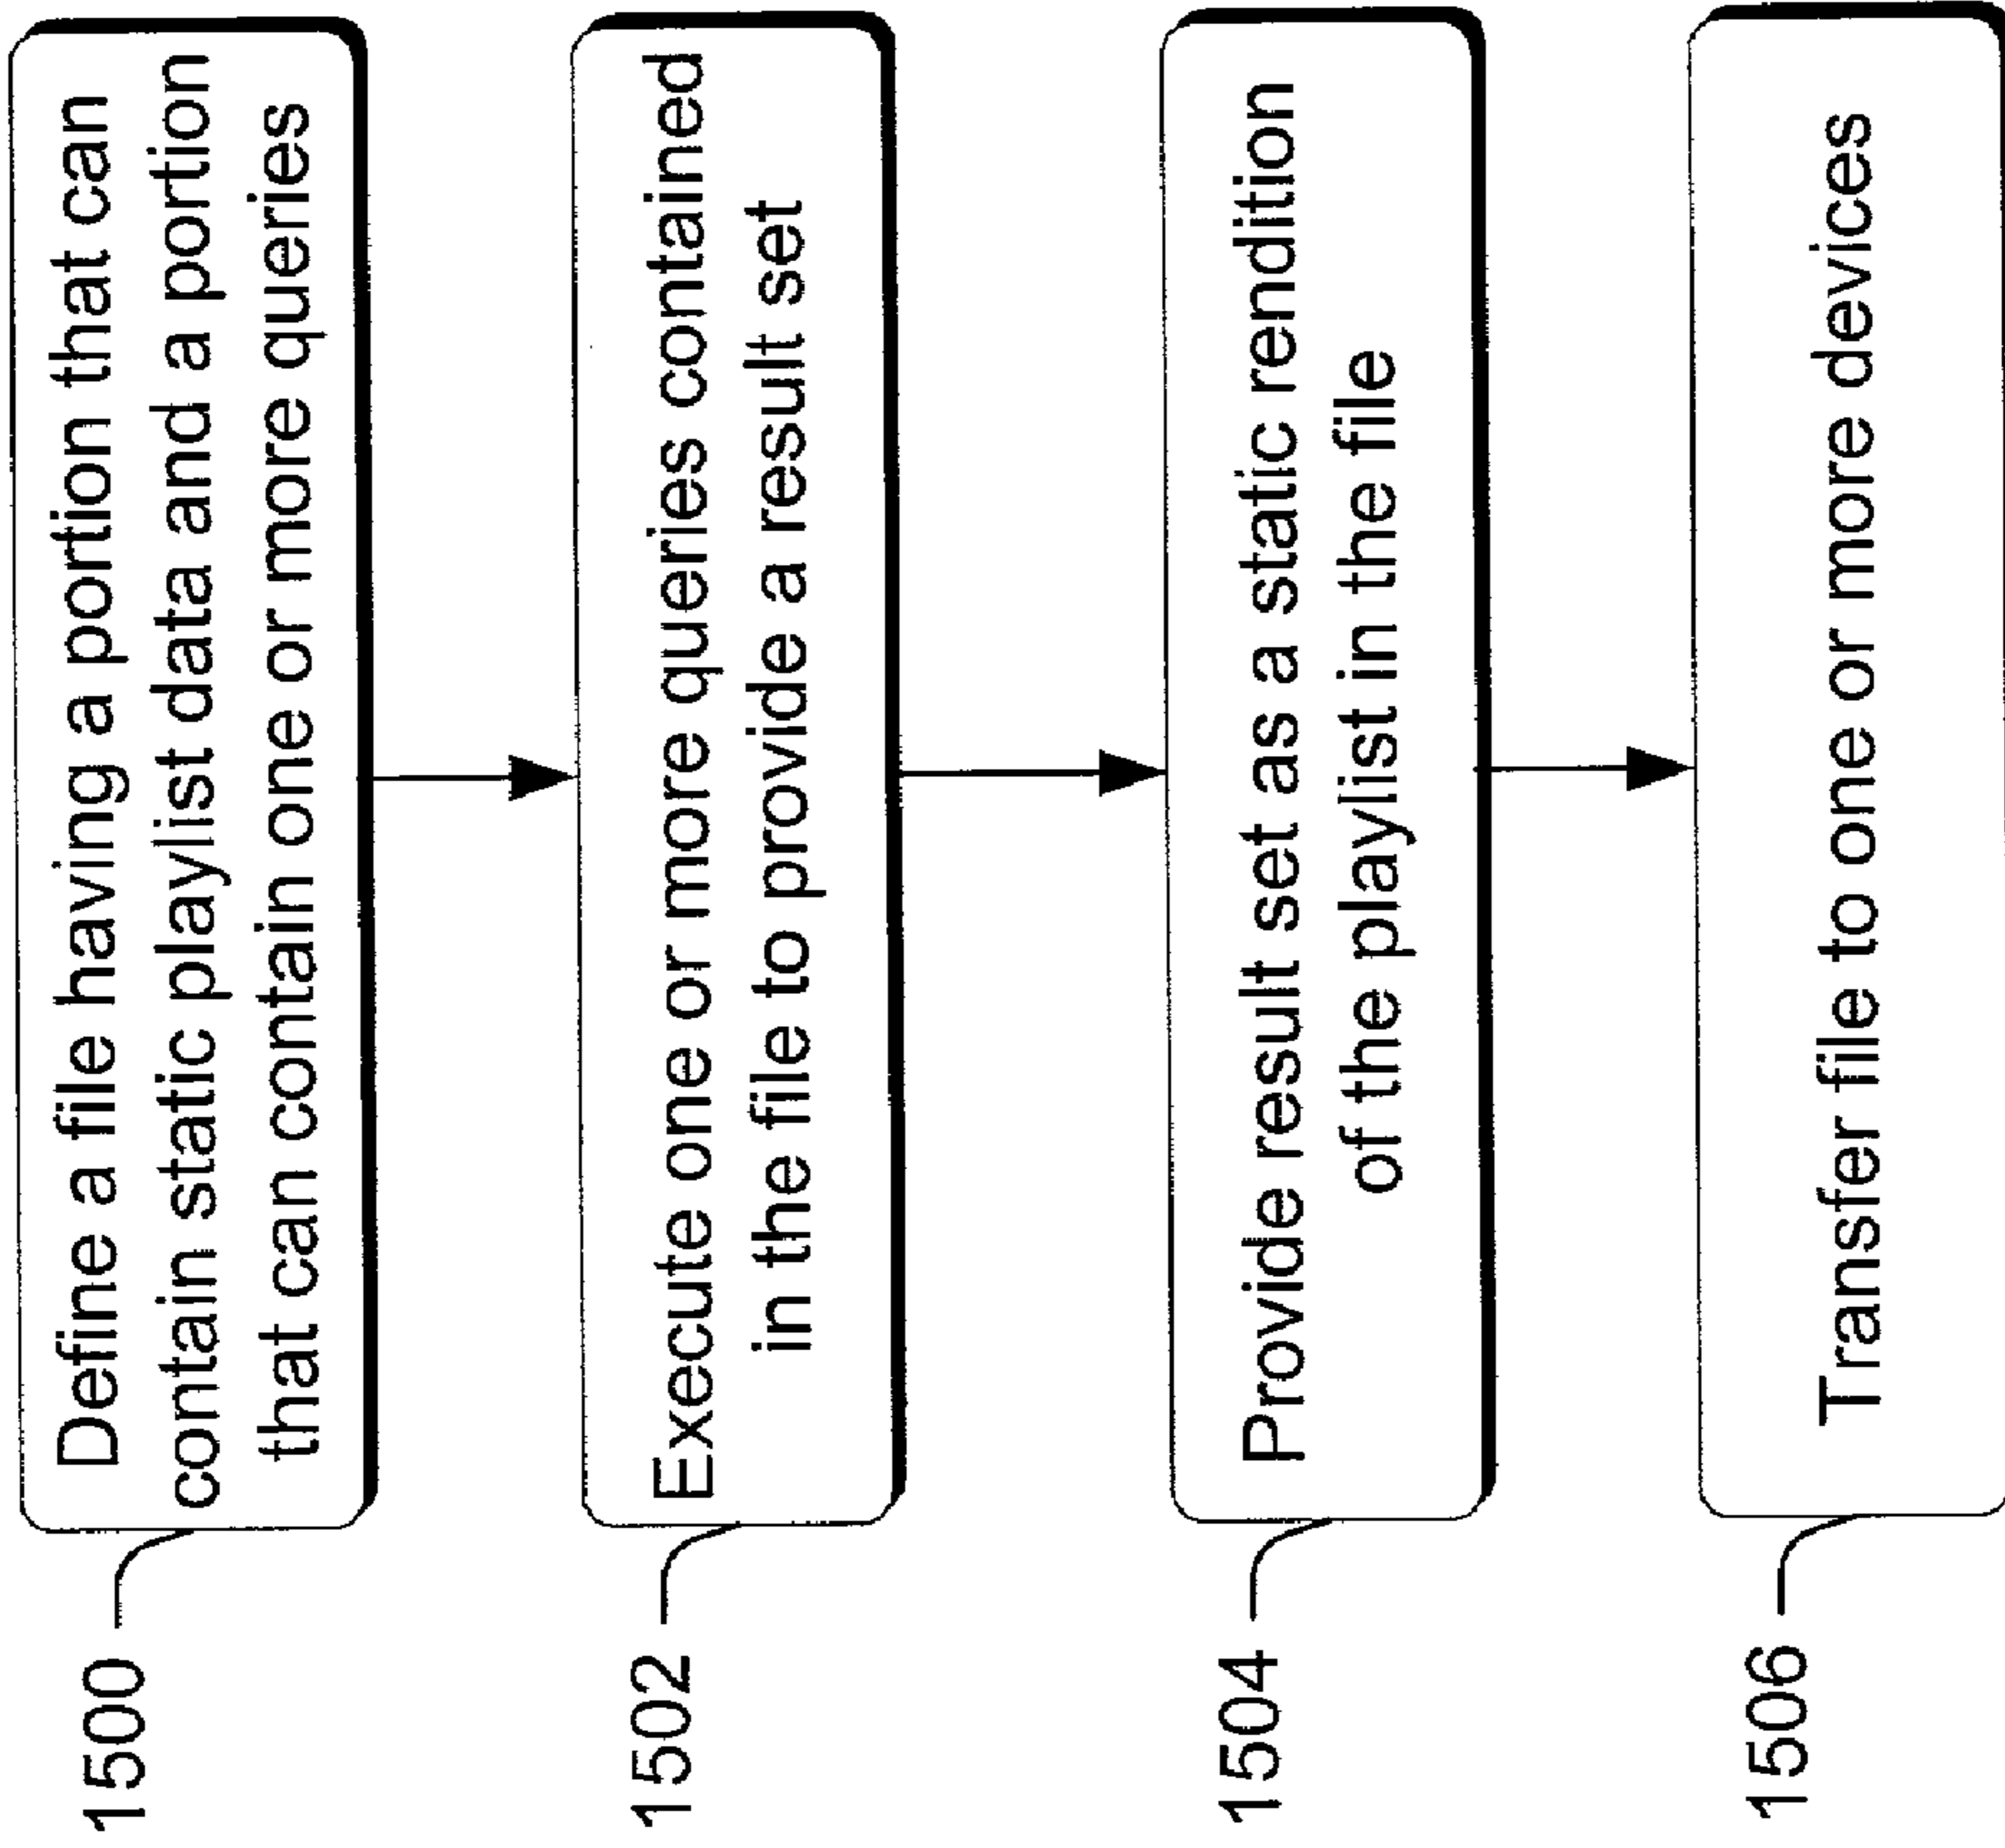 1500
Define a file having a portion that can
contain static playlist data and a portion
that can contain one or more queries
1502
Execute one or more queries contained
in the file to provide a result set
1504
Provide result set as a static rendition
of the playlist in the file
1506
Transfer file to one or more devices